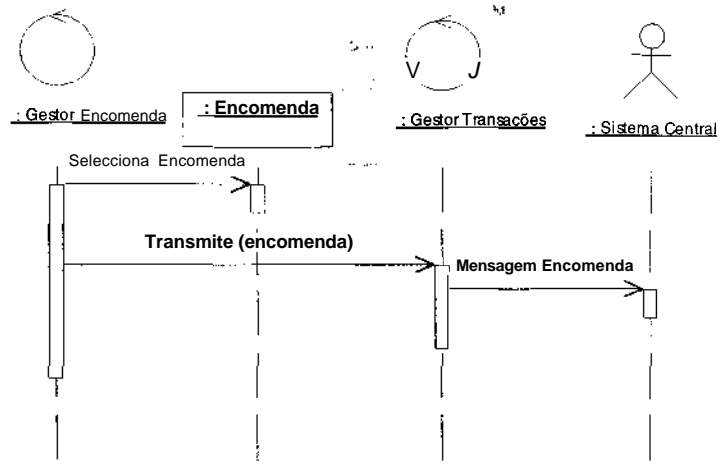 : Gestor Encomenda
: Encomenda
: Gestor Transações
: Sistema Central
Selecciona Encomenda
Transmite (encomenda)
Mensagem Encomenda